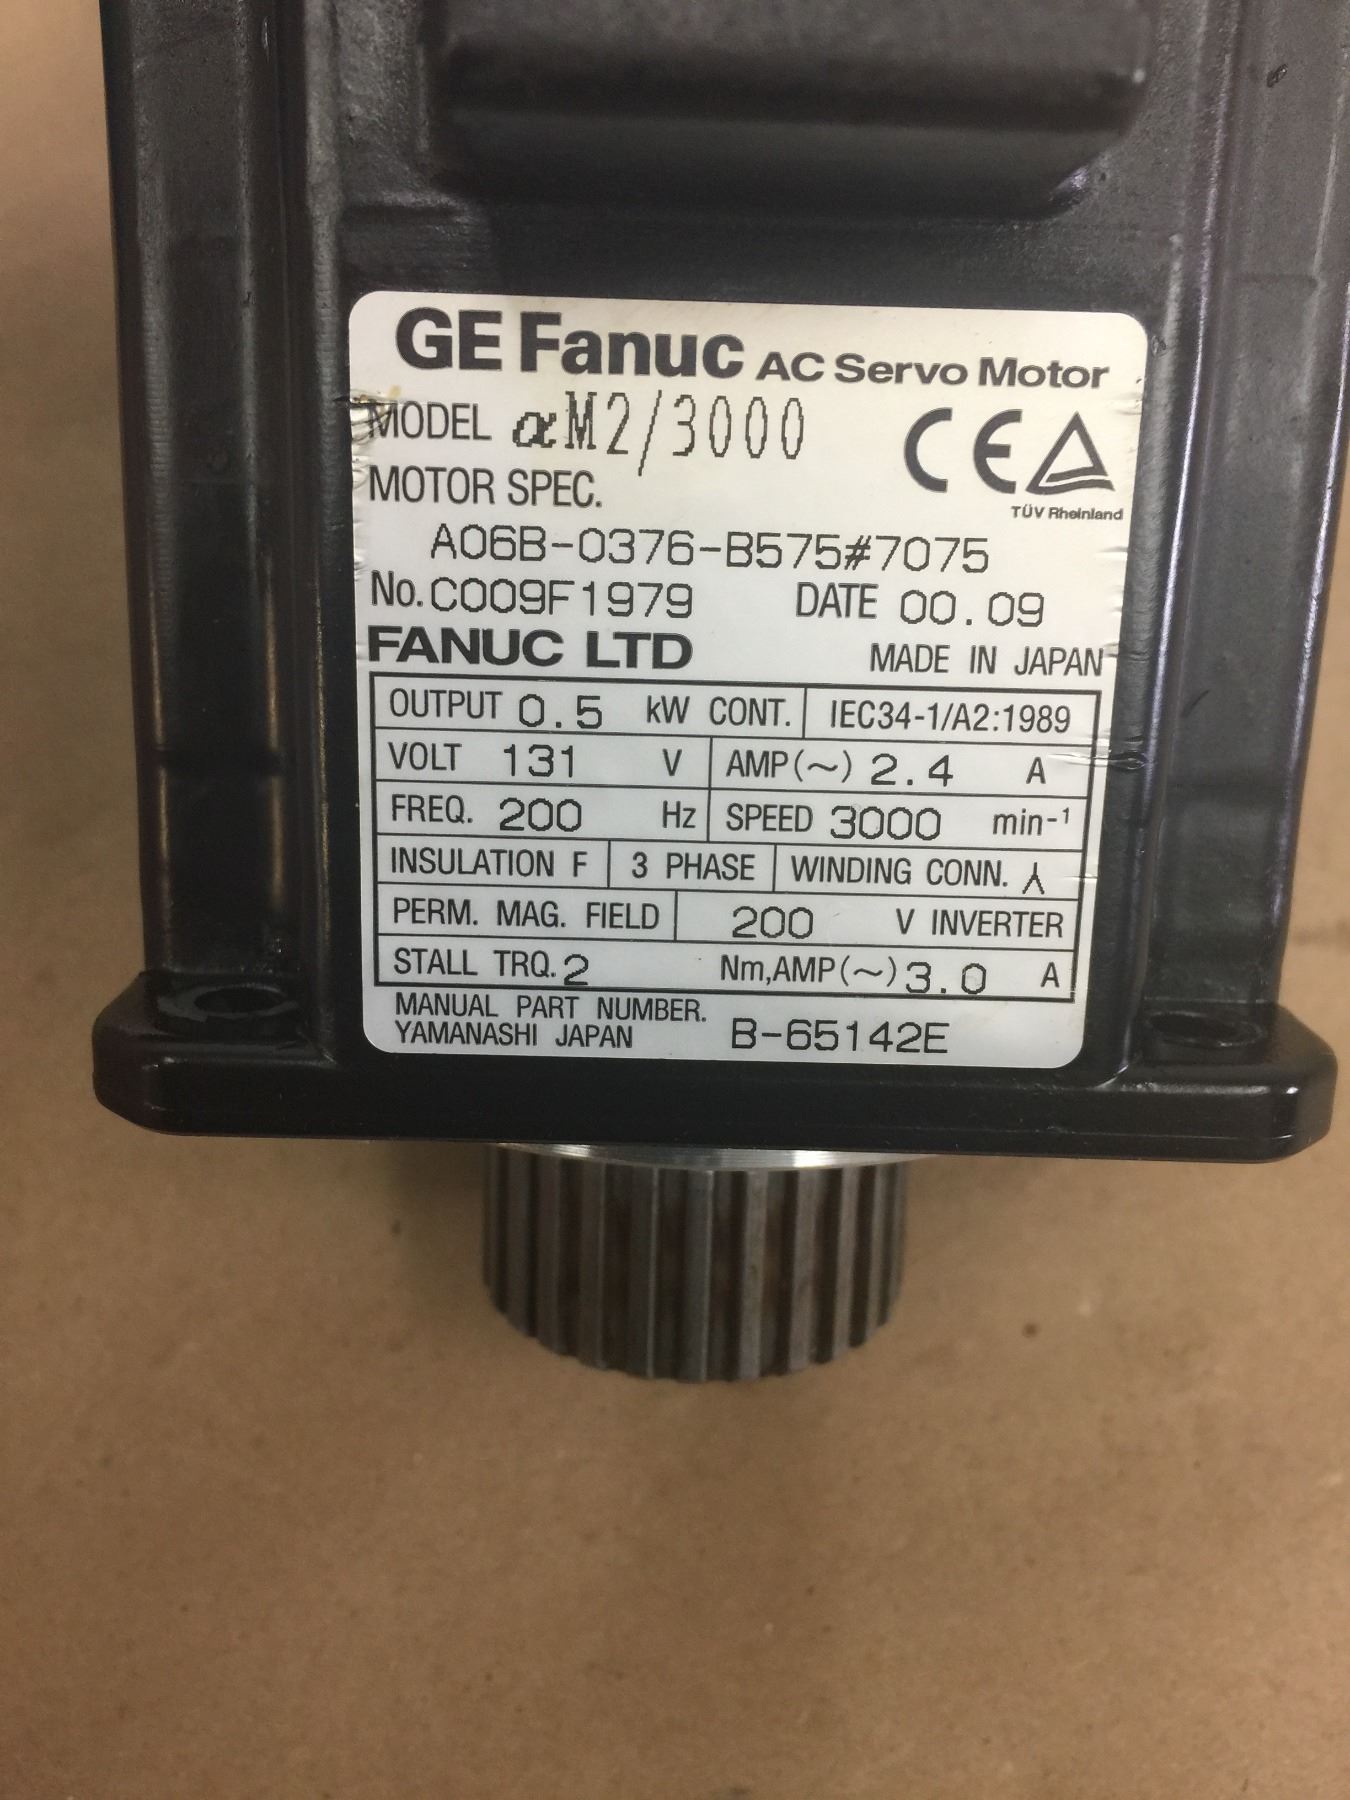 GE Fanuc AC Servo Motor
MODEL αM2/3000
CE
TÜV Rheinland
MOTOR SPEC.
A06B-0376-B575#7075
No. C009F1979 DATE 00.09
FANUC LTD MADE IN JAPAN
OUTPUT 0.5 kW CONT. IEC34-1/A2:1989
VOLT 131 V AMP(~) 2.4 A
FREQ. 200 Hz SPEED 3000 min-¹
INSULATION F 3 PHASE WINDING CONN. ⅄
PERM. MAG. FIELD 200 V INVERTER
STALL TRQ. 2 Nm,AMP(~) 3.0 A
MANUAL PART NUMBER.
YAMANASHI JAPAN B-65142E